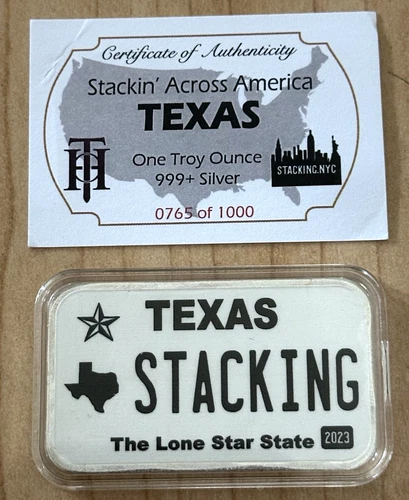 Certificate of Authenticity
Stackin' Across America
TEXAS
One Troy Ounce
999+ Silver
STACKING.NYC
0765 of 1000
TEXAS
STACKING
The Lone Star State 2023